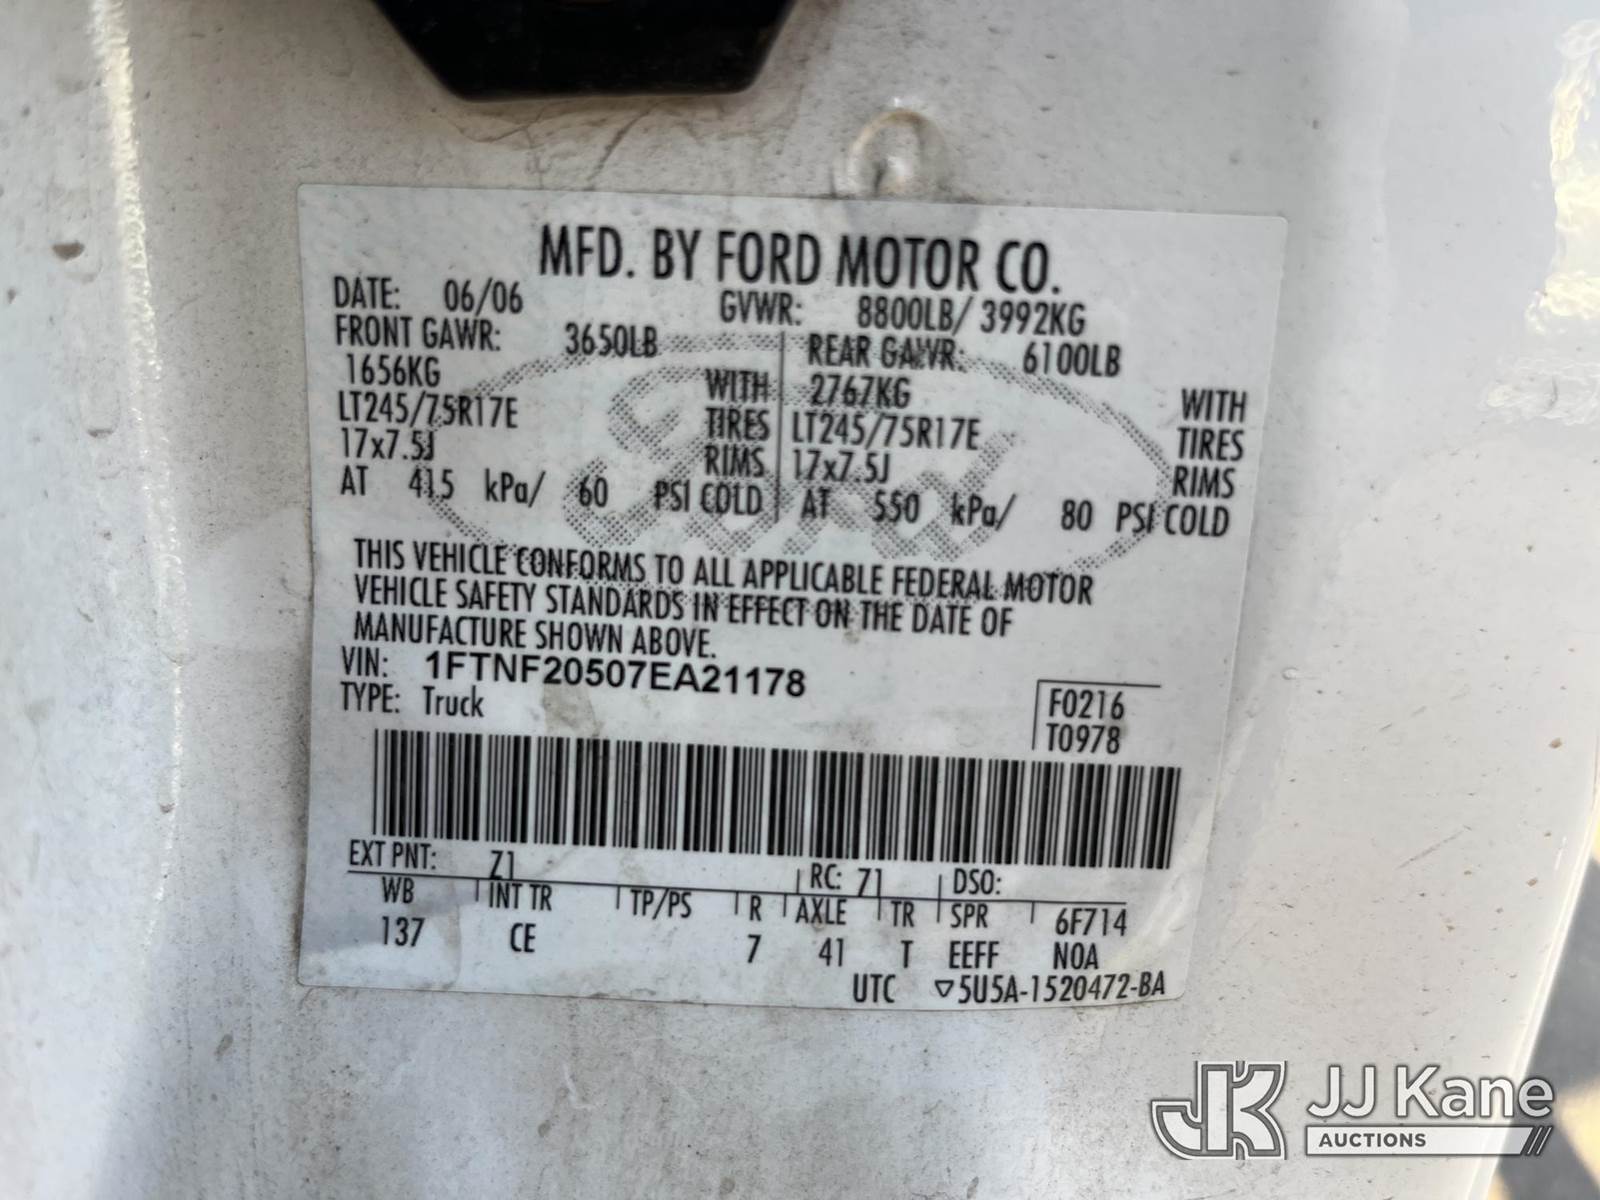 MFD. BY FORD MOTOR CO.
DATE: 06/06 GVWR: 8800LB/ 3992KG
FRONT GAWR: 3650LB REAR GAWR: 6100LB
1656KG WITH 2767KG WITH
LT245/75R17E TIRES LT245/75R17E TIRES
17x7.5J RIMS 17x7.5J RIMS
AT 415 kPa/ 60 PSI COLD AT 550 kPa/ 80 PSI COLD
THIS VEHICLE CONFORMS TO ALL APPLICABLE FEDERAL MOTOR
VEHICLE SAFETY STANDARDS IN EFFECT ON THE DATE OF
MANUFACTURE SHOWN ABOVE.
VIN: 1FTNF20507EA21178
TYPE: Truck F0216
T0978
EXT PNT: Z1 RC: 71 DSO:
WB INT TR TP/PS R AXLE TR SPR 6F714
137 CE 7 41 T EEFF NOA
UTC ▽5U5A-1520472-BA
Ford
JK JJ Kane
AUCTIONS